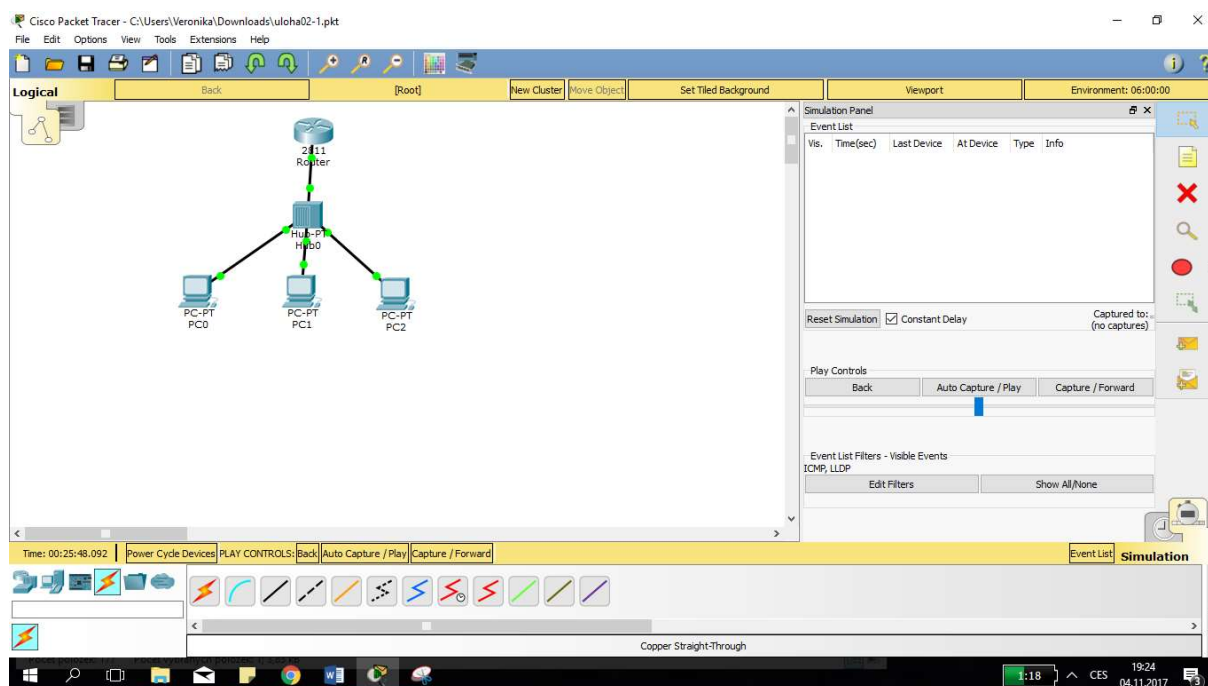 Cisco Packet Tracer - C:\Users\Veronika\Downloads\uloha02-1.pkt
File Edit Options View Tools Extensions Help
Logical Back [Root] New Cluster Move Object Set Tiled Background Viewport Environment: 06:00:00
2811
Router
Hub-PT
Hub0
PC-PT
PC0
PC-PT
PC1
PC-PT
PC2
Simulation Panel
Event List
Vis. Time(sec) Last Device At Device Type Info
Reset Simulation Constant Delay Captured to:
(no captures)
Play Controls
Back Auto Capture / Play Capture / Forward
Event List Filters - Visible Events
ICMP, LLDP
Edit Filters Show All/None
Time: 00:25:48.092 Power Cycle Devices PLAY CONTROLS: Back Auto Capture / Play Capture / Forward Event List Simulation
Copper Straight-Through
1:18 CES 19:24
04.11.2017